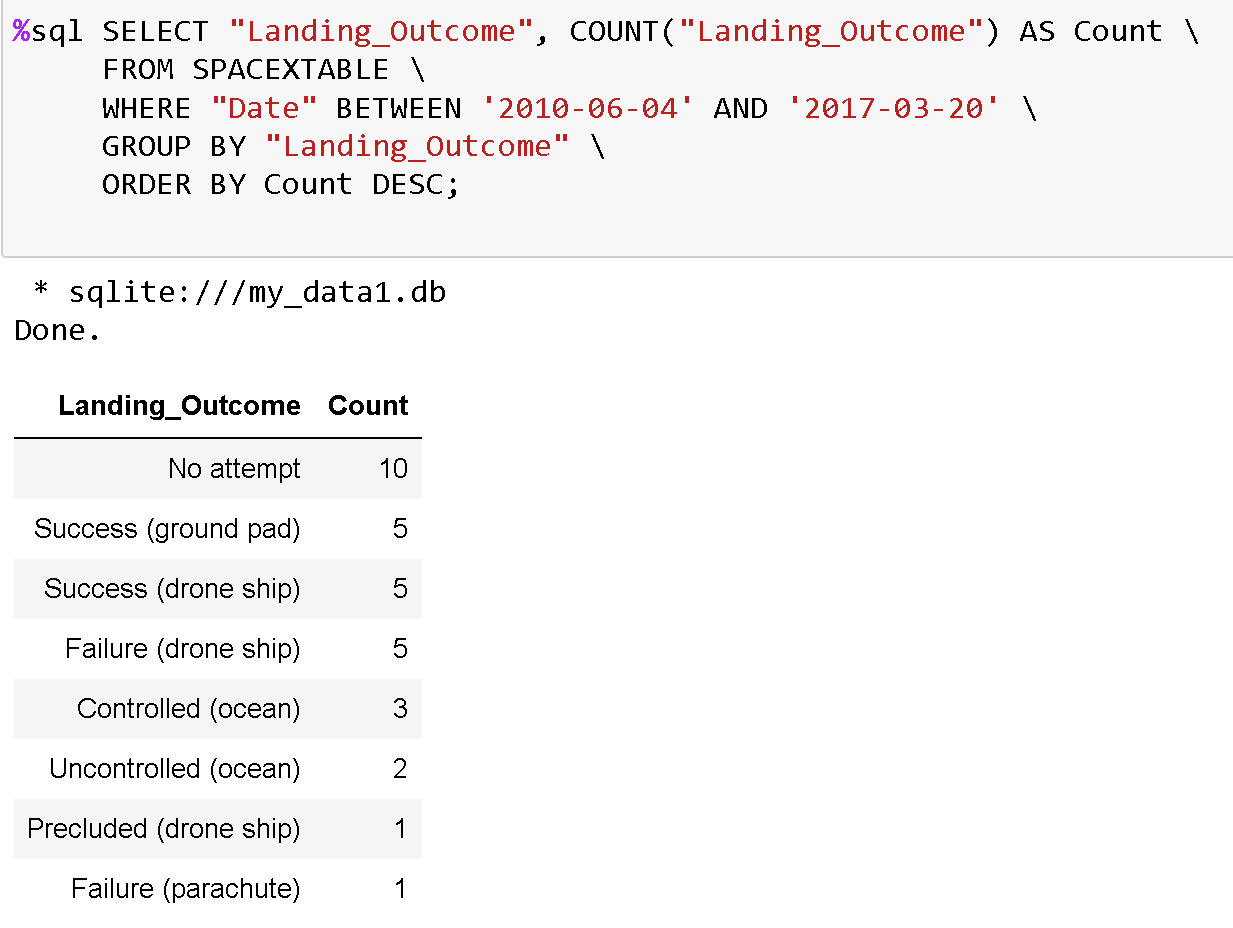 %sql SELECT "Landing_Outcome", COUNT("Landing_Outcome") AS Count \
FROM SPACEXTABLE \
WHERE "Date" BETWEEN '2010-06-04' AND '2017-03-20' \
GROUP BY "Landing_Outcome" \
ORDER BY Count DESC;
* sqlite:///my_data1.db
Done.
Landing_Outcome Count
No attempt 10
Success (ground pad) 5
Success (drone ship) 5
Failure (drone ship) 5
Controlled (ocean) 3
Uncontrolled (ocean) 2
Precluded (drone ship) 1
Failure (parachute) 1